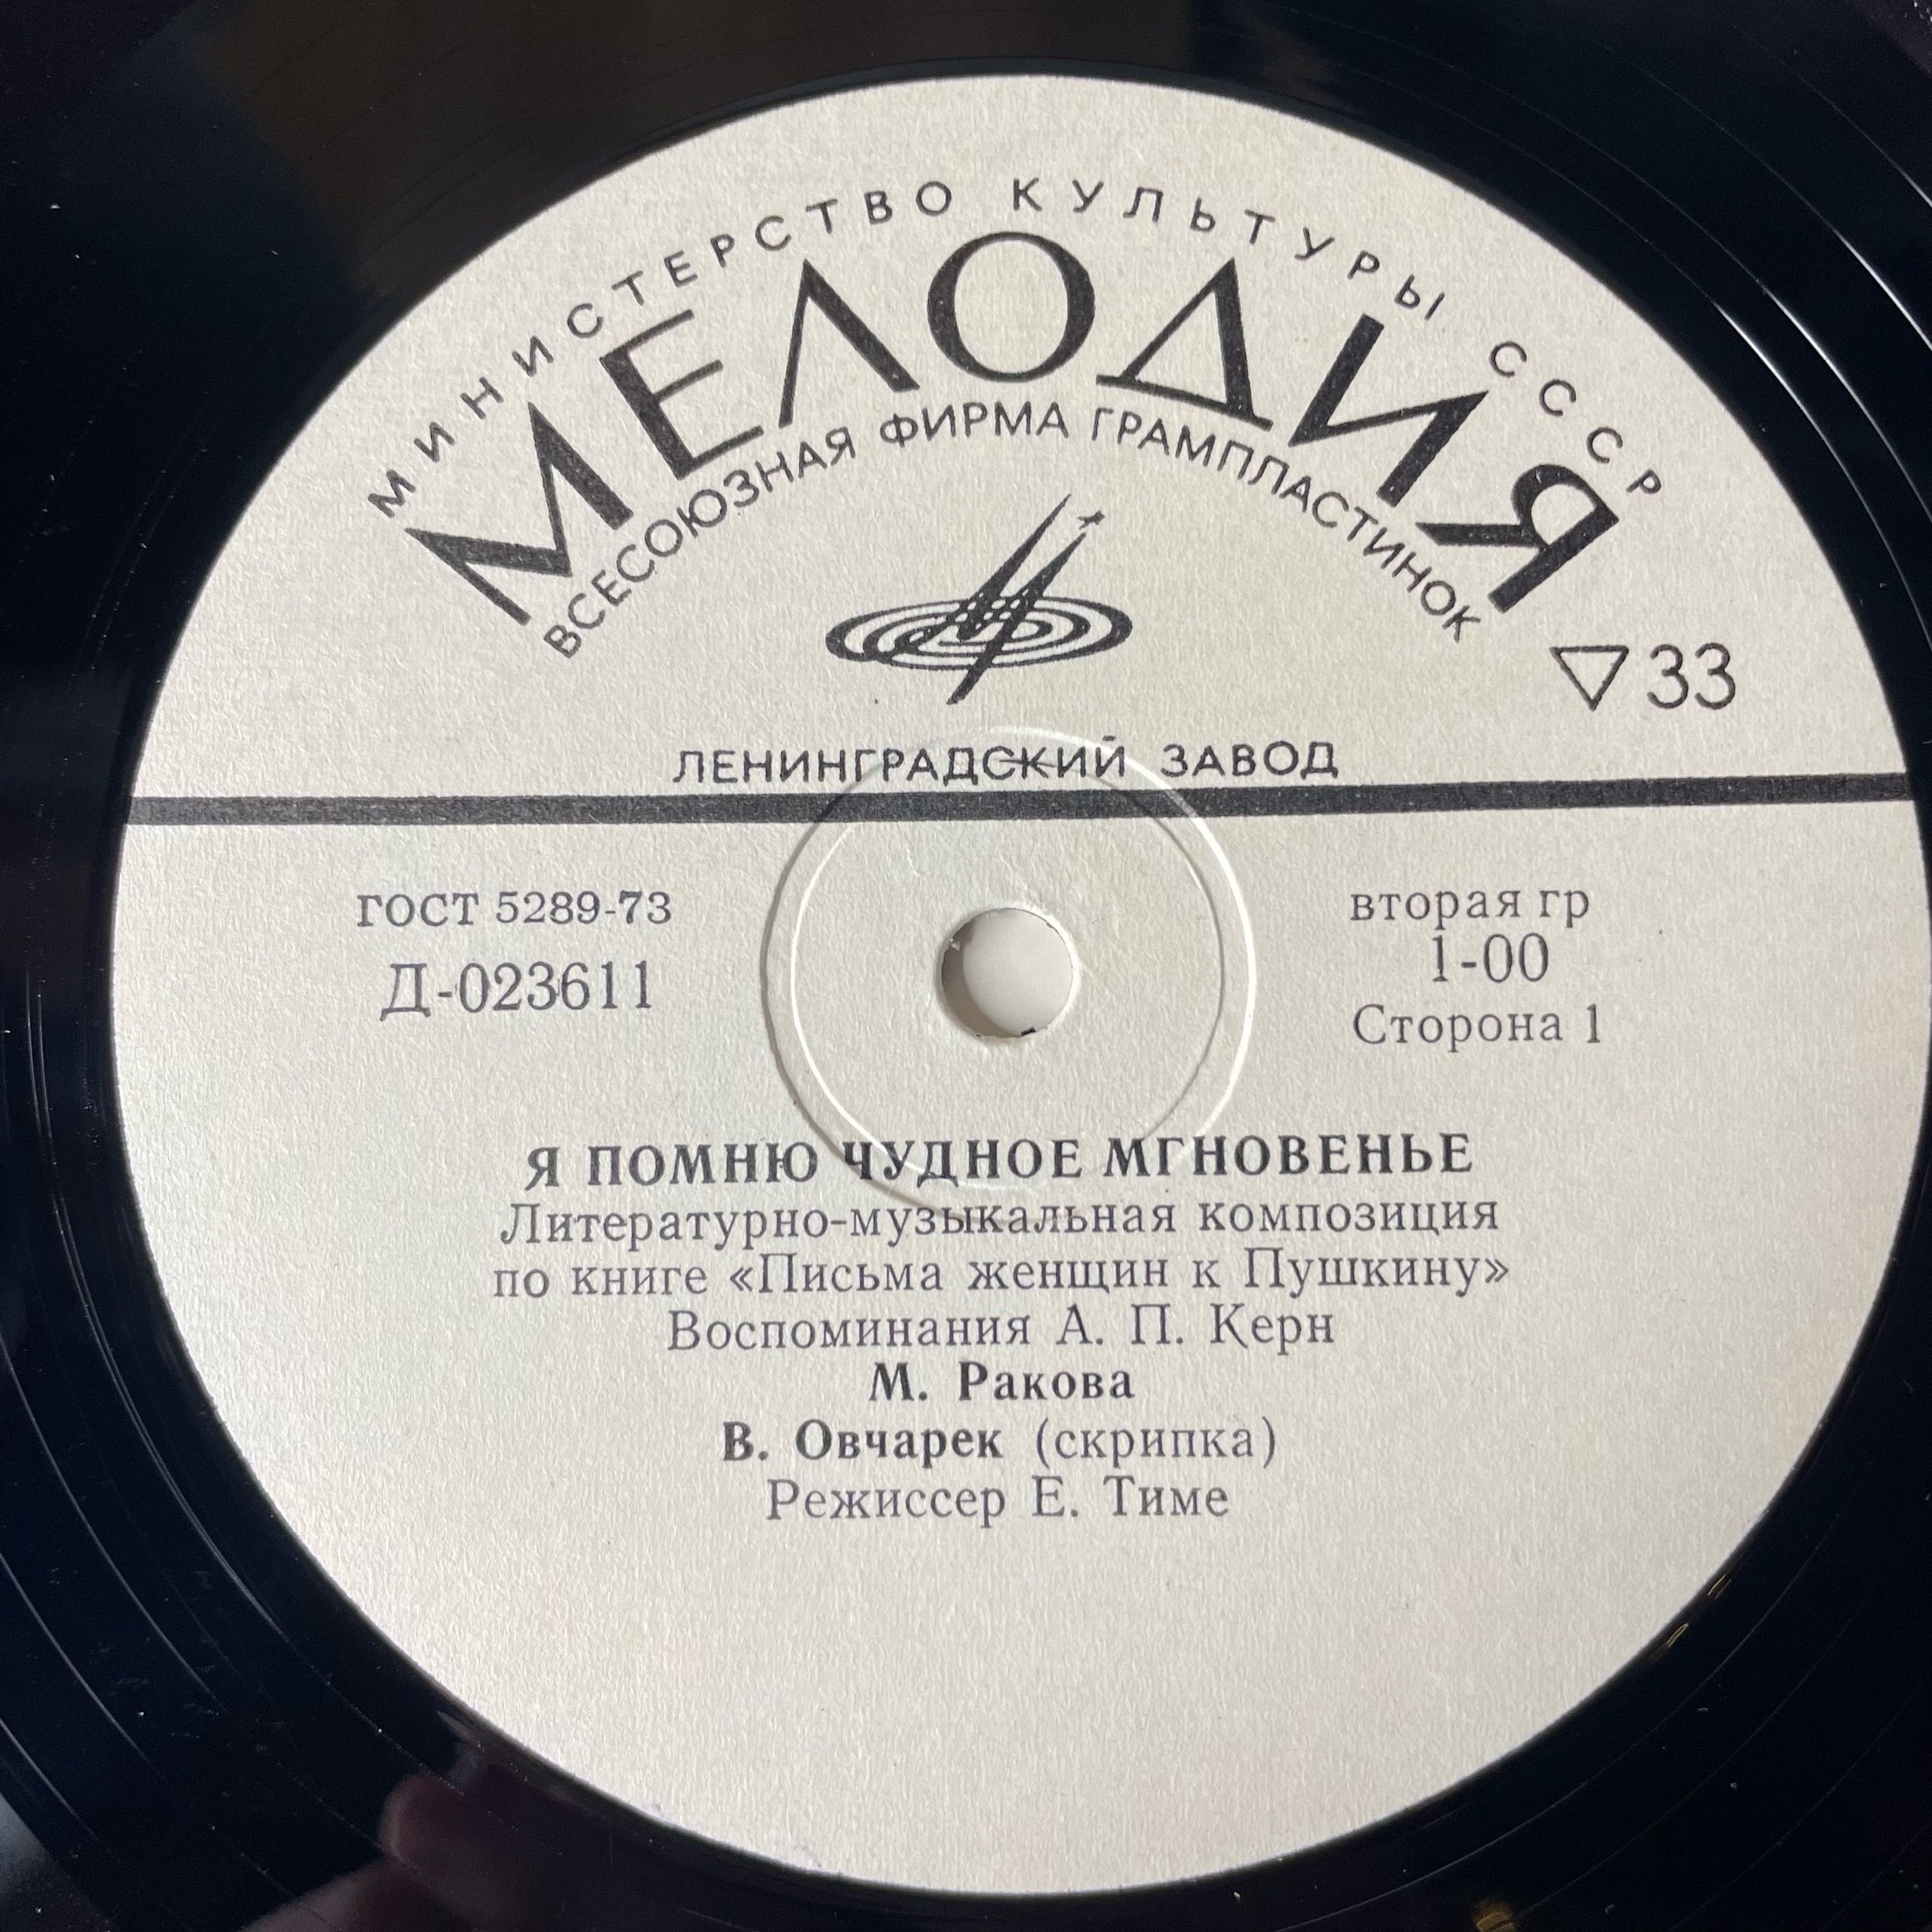 МИНИСТЕРСТВО КУЛЬТУРЫ СССР
МЕЛОДИЯ
ВСЕСОЮЗНАЯ ФИРМА ГРАМПЛАСТИНОК
▽33
ЛЕНИНГРАДСКИЙ ЗАВОД
ГОСТ 5289-73
Д-023611
вторая гр
1-00
Сторона 1
Я ПОМНЮ ЧУДНОЕ МГНОВЕНЬЕ
Литературно-музыкальная композиция
по книге «Письма женщин к Пушкину»
Воспоминания А. П. Керн
М. Ракова
В. Овчарек (скрипка)
Режиссер Е. Тиме